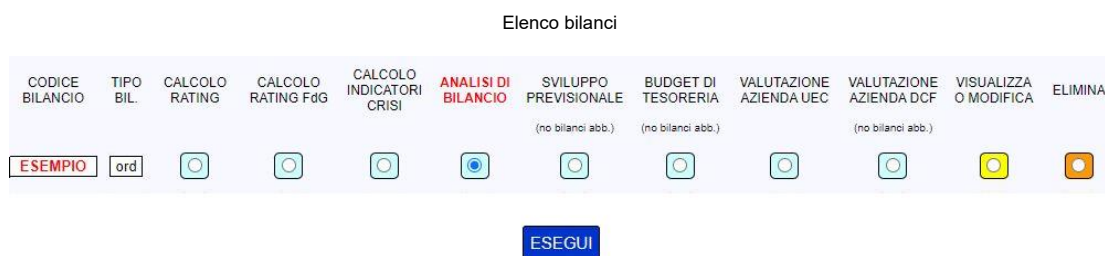 Elenco bilanci
CODICE BILANCIO
TIPO BIL.
CALCOLO RATING
CALCOLO RATING FdG
CALCOLO INDICATORI CRISI
ANALISI DI BILANCIO
SVILUPPO PREVISIONALE
(no bilanci abb.)
BUDGET DI TESORERIA
(no bilanci abb.)
VALUTAZIONE AZIENDA UEC
VALUTAZIONE AZIENDA DCF
(no bilanci abb.)
VISUALIZZA O MODIFICA
ELIMINA
ESEMPIO
ord
ESEGUI